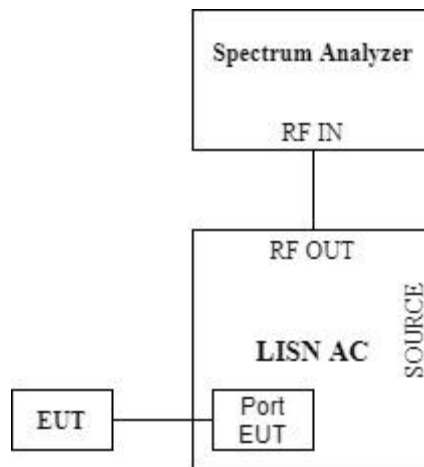 Spectrum Analyzer
RF IN
RF OUT
SOURCE
LISN AC
EUT
Port
EUT